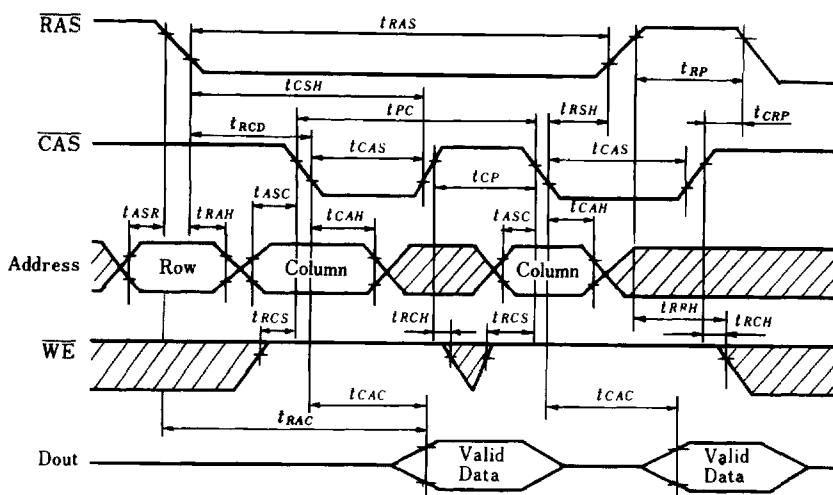 RAS
tRAS
tRP
tCSH
tPC
tRSH
tCRP
tRCD
CAS
tCAS
tCAS
tCP
tASR
tRAH
tASC
tCAH
tASC
tCAH
Address
Row
Column
Column
tRRH
tRCS
tRCH
tRCS
tRCH
WE
tCAC
tCAC
tRAC
Dout
Valid
Data
Valid
Data